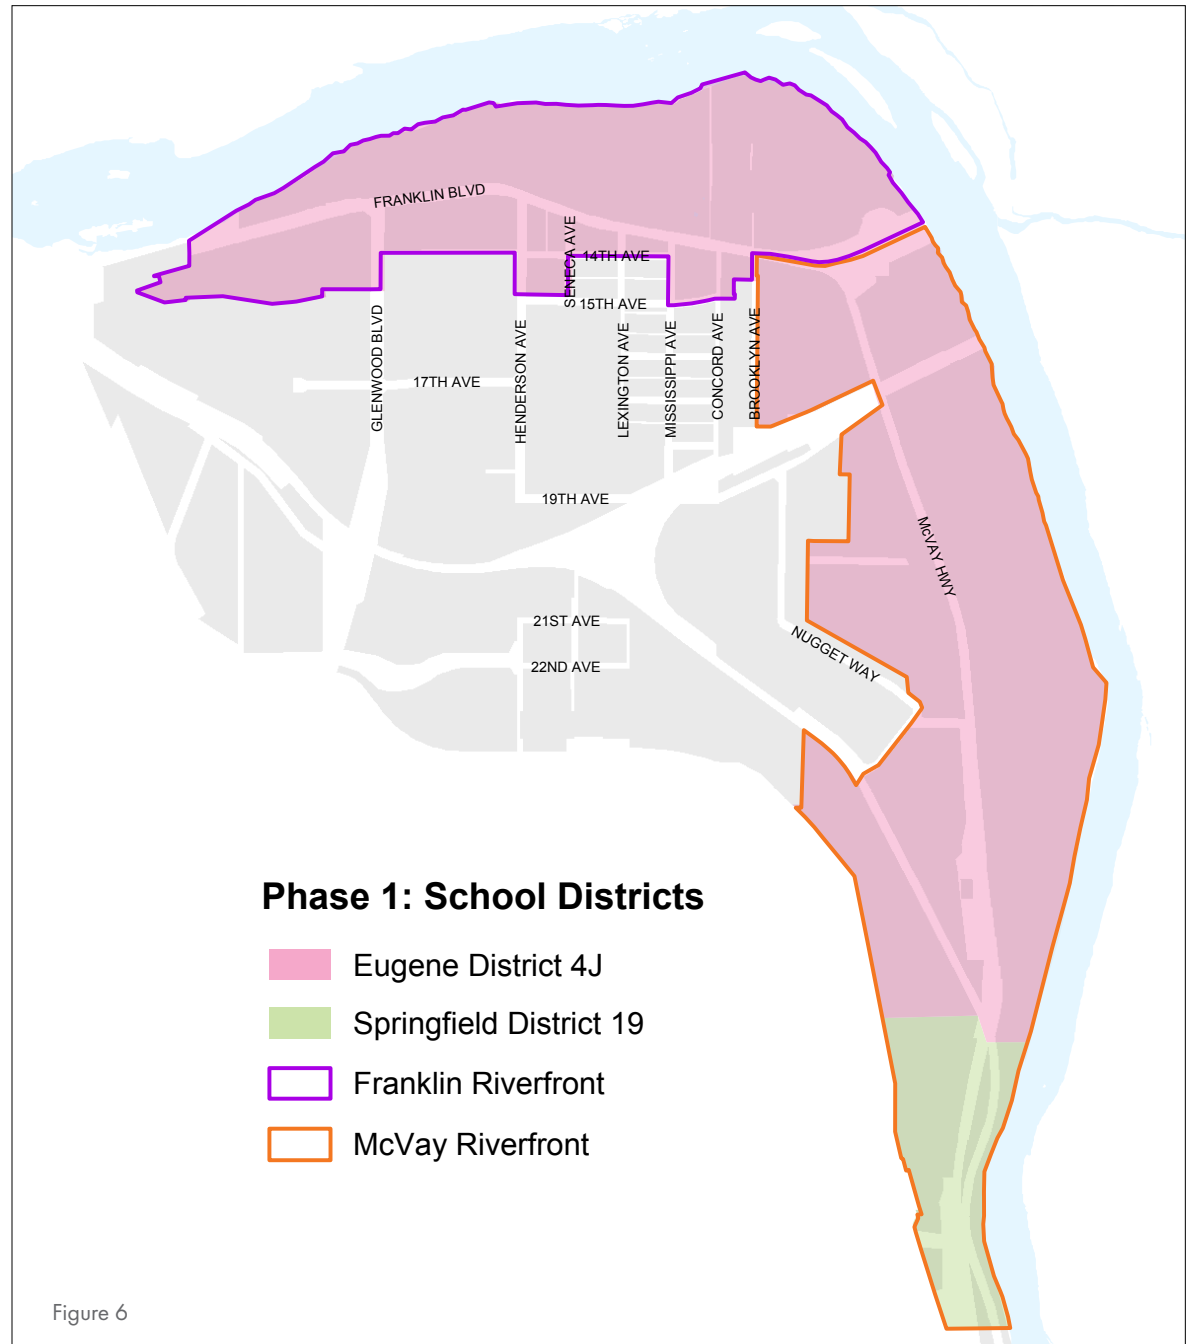 FRANKLIN BLVD
SENECA AVE
14TH AVE
15TH AVE
GLENWOOD BLVD
17TH AVE
HENDERSON AVE
LEXINGTON AVE
MISSISSIPPI AVE
CONCORD AVE
BROOKLYN AVE
19TH AVE
McVAY HWY
21ST AVE
NUGGET WAY
22ND AVE
Phase 1: School Districts
Eugene District 4J
Springfield District 19
Franklin Riverfront
McVay Riverfront
Figure 6